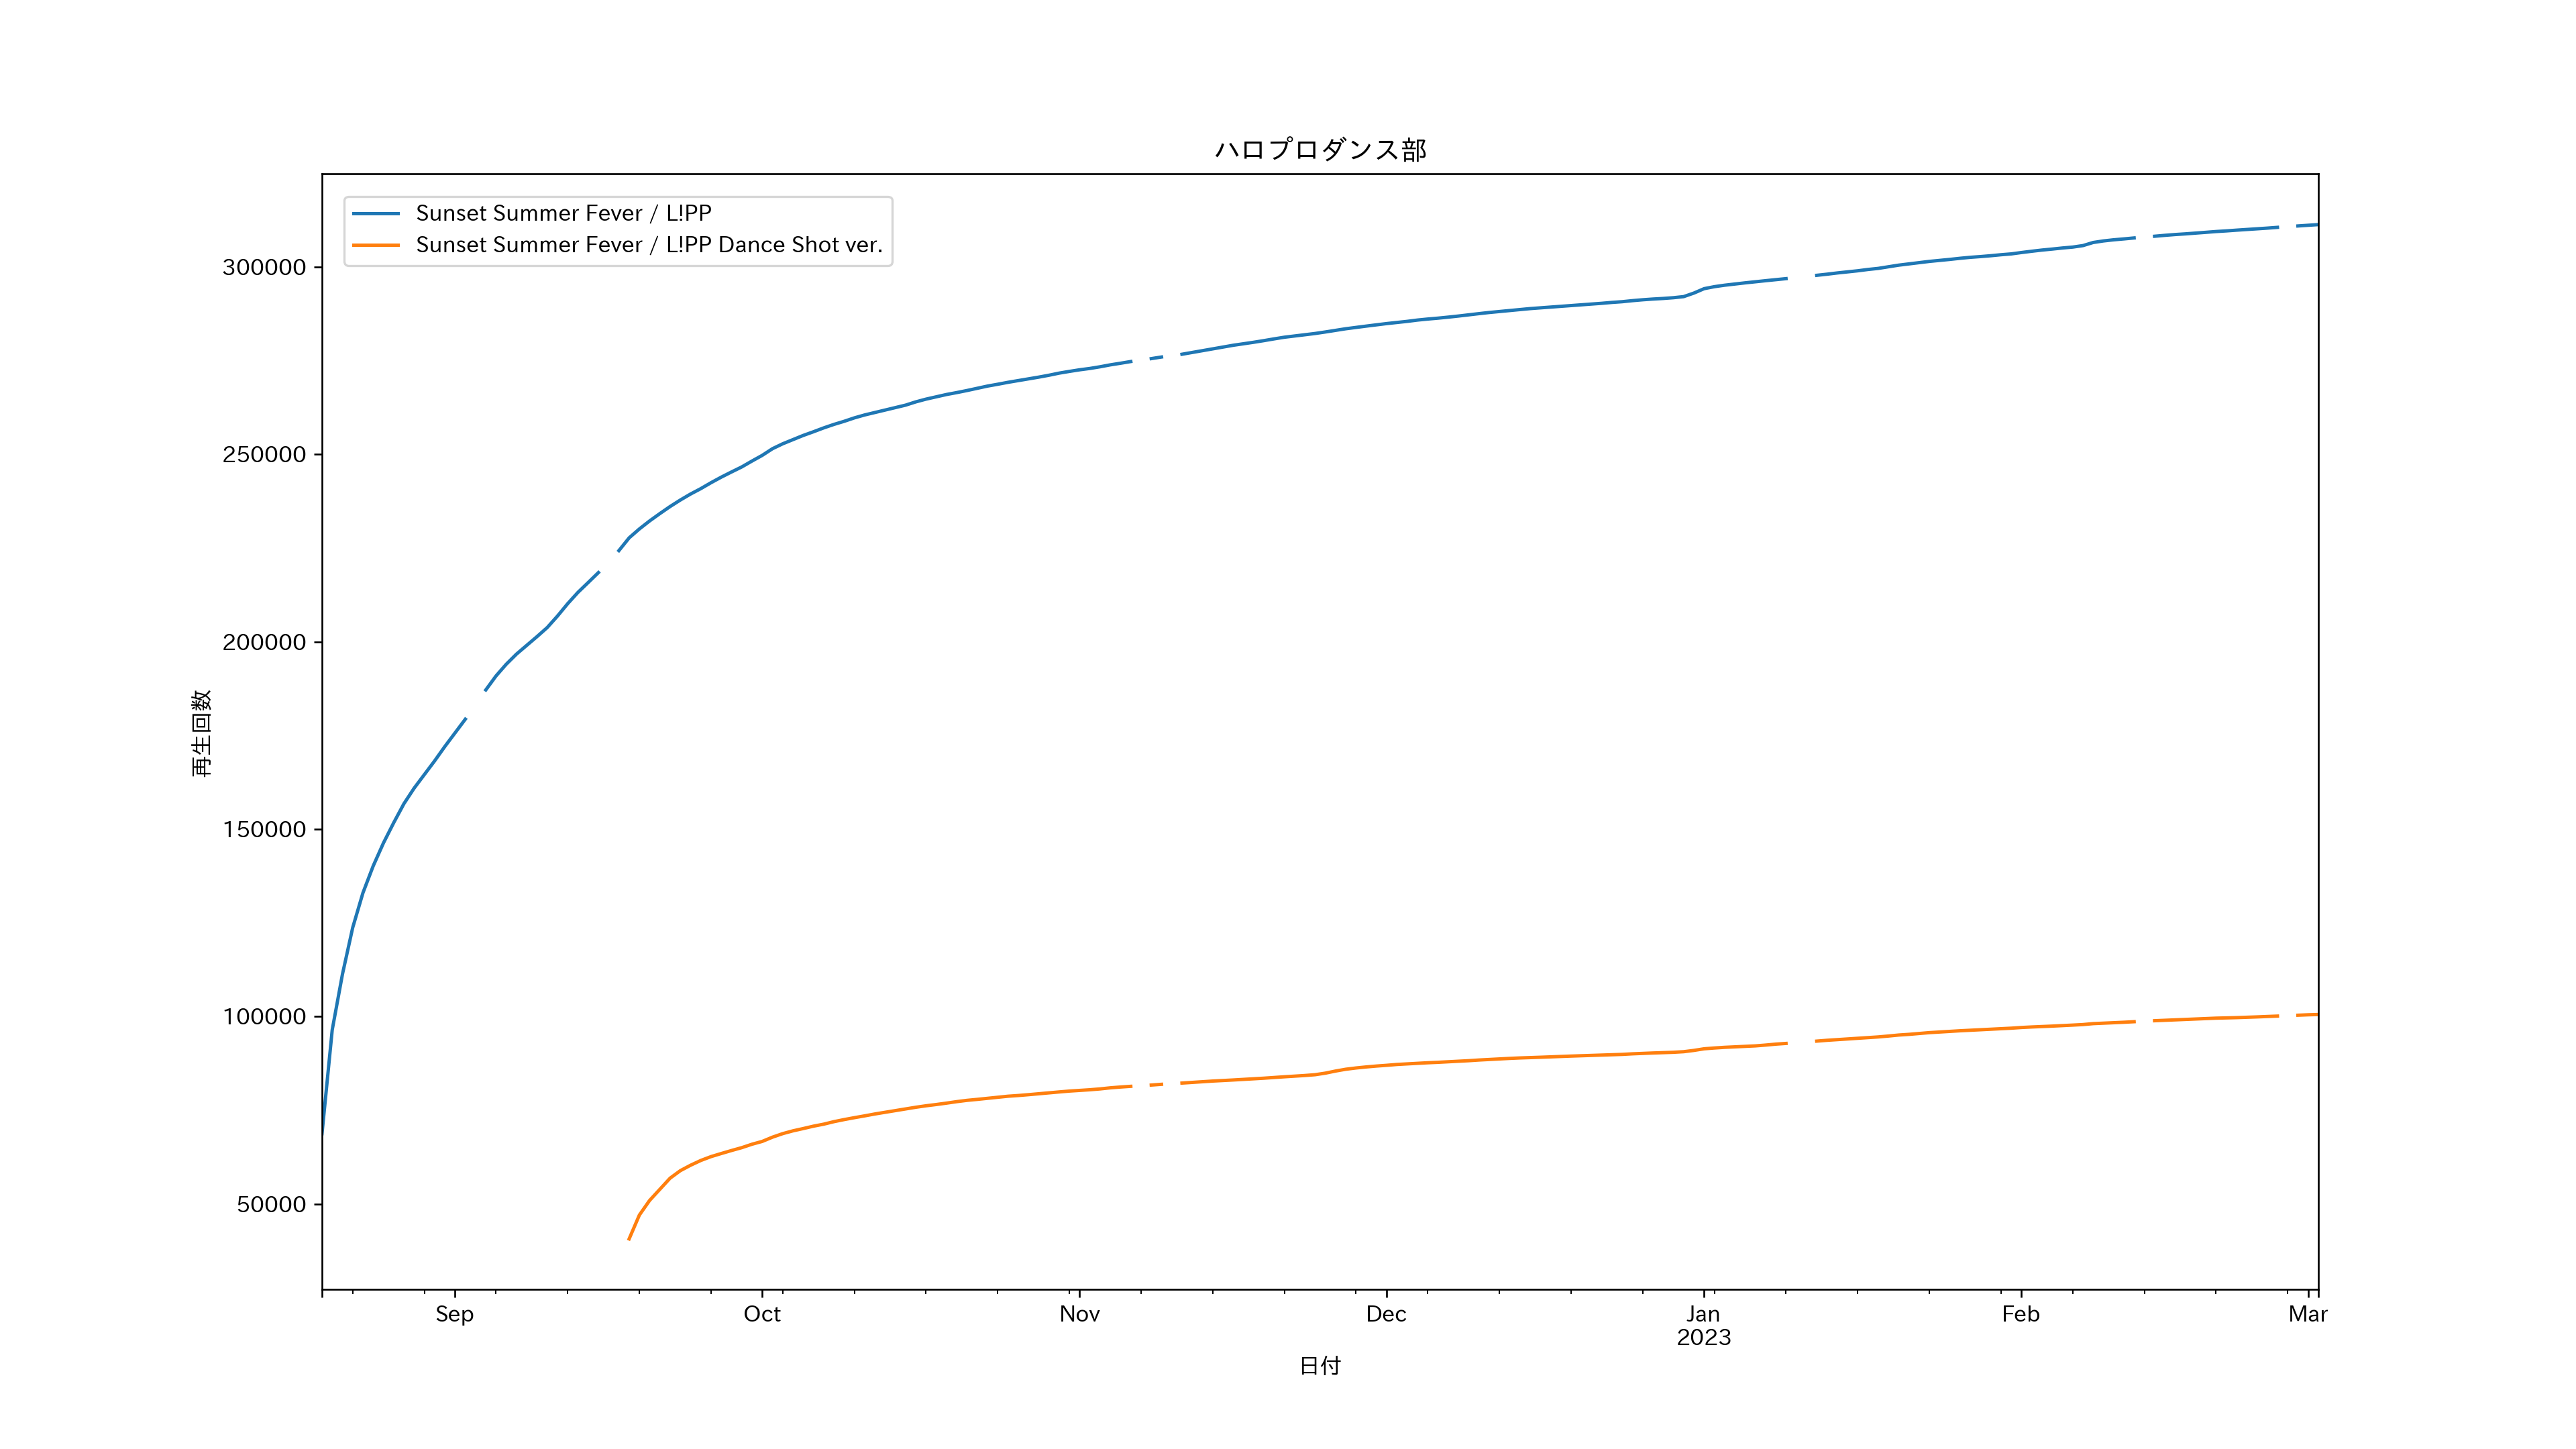 ハロプロダンス部
Sunset Summer Fever / L!PP
Sunset Summer Fever / L!PP Dance Shot ver.
300000
250000
200000
150000
100000
50000
再生回数
Sep Oct Nov Dec Jan Feb Mar
2023
日付